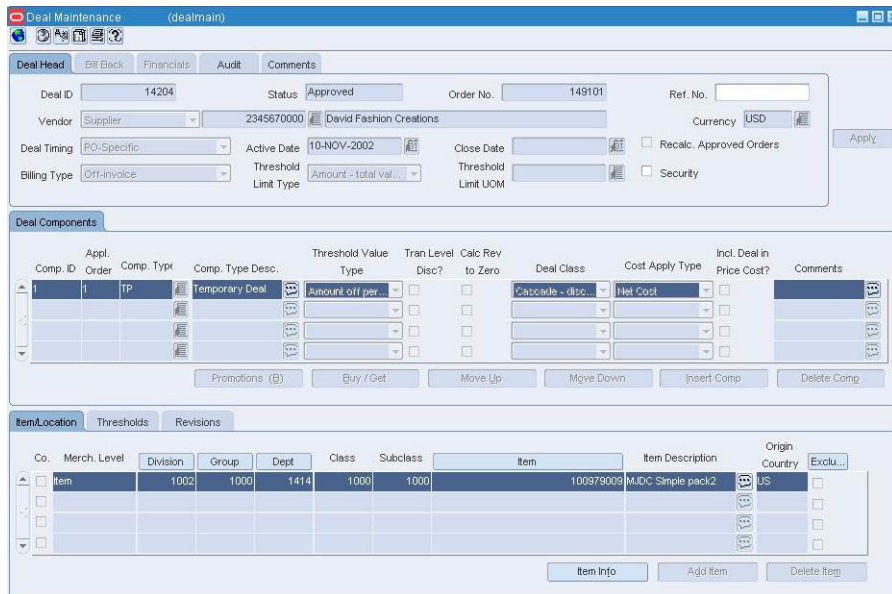 Deal Maintenance (dealmain)
Deal Head Bill Back Financials Audit Comments
Deal ID 14204 Status Approved Order No. 149101 Ref. No.
Vendor Supplier 2345670000 David Fashion Creations Currency USD
Apply
Deal Timing PO-Specific Active Date 10-NOV-2002 Close Date Recalc. Approved Orders
Billing Type Off-invoice Threshold Limit Type Amount - total val... Threshold Limit UOM Security
Deal Components
Comp. ID Appl. Order Comp. Type Comp. Type Desc. Threshold Value Type Tran Level Disc? Calc Rev to Zero Deal Class Cost Apply Type Incl. Deal in Price Cost? Comments
1 1 TP Temporary Deal Amount off per... Cascade - disc... Net Cost
Promotions (8) Buy / Get Move Up Move Down Insert Comp Delete Comp
Item/Location Thresholds Revisions
Co. Merch. Level Division Group Dept Class Subclass Item Item Description Origin Country Exclu...
Item 1002 1000 1414 1000 1000 100979009 MJDC Simple pack2 US
Item Info Add Item Delete Item